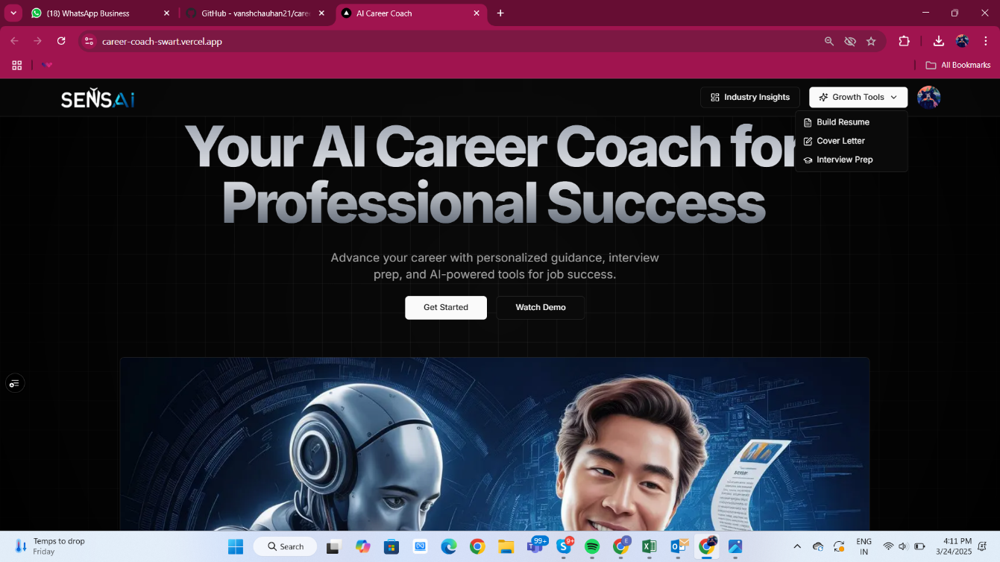 (18) WhatsApp Business
GitHub - vanshchauhan21/care
AI Career Coach
career-coach-swart.vercel.app
All Bookmarks
SENSAi
Industry Insights
Growth Tools
Build Resume
Cover Letter
Interview Prep
Your AI Career Coach for
Professional Success
Advance your career with personalized guidance, interview
prep, and AI-powered tools for job success.
Get Started
Watch Demo
Temps to drop
Friday
Search
99+
9+
E
ENG
IN
4:11 PM
3/24/2025